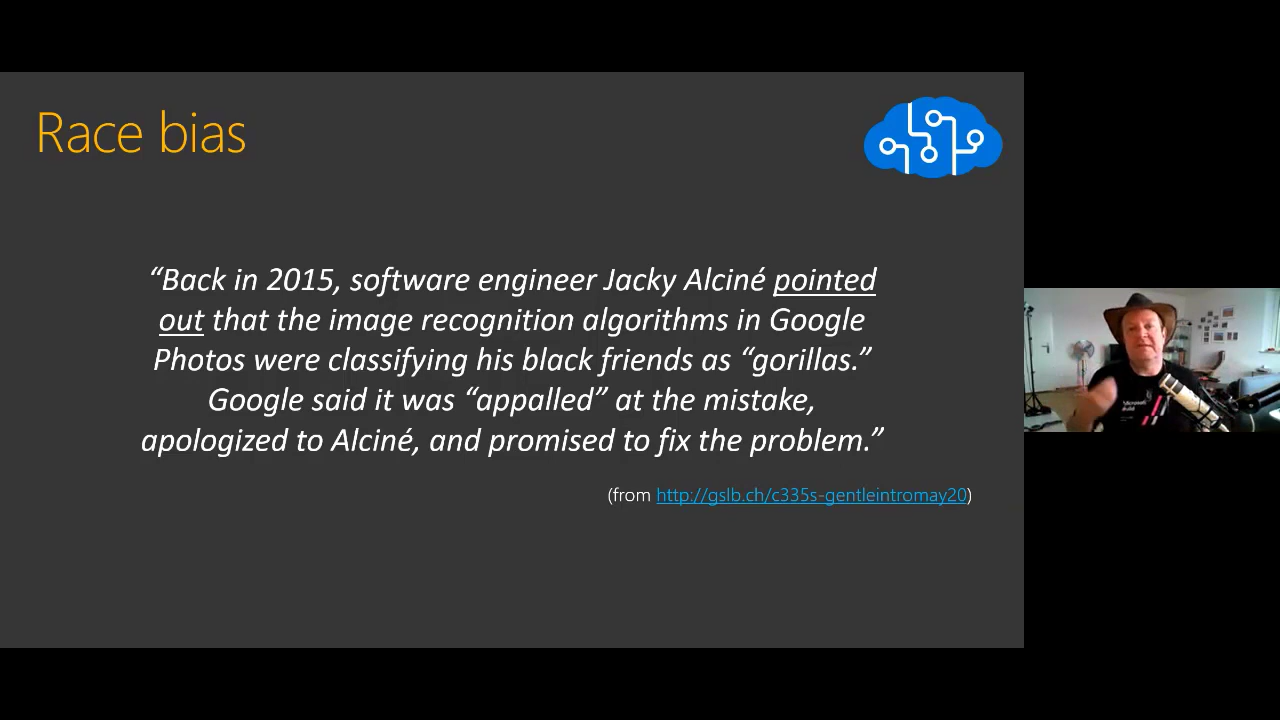 Race bias
“Back in 2015, software engineer Jacky Alciné pointed
out that the image recognition algorithms in Google
Photos were classifying his black friends as “gorillas.”
Google said it was “appalled” at the mistake,
apologized to Alciné, and promised to fix the problem.”
(from http://gslb.ch/c335s-gentleintromay20)
Microsoft
Build